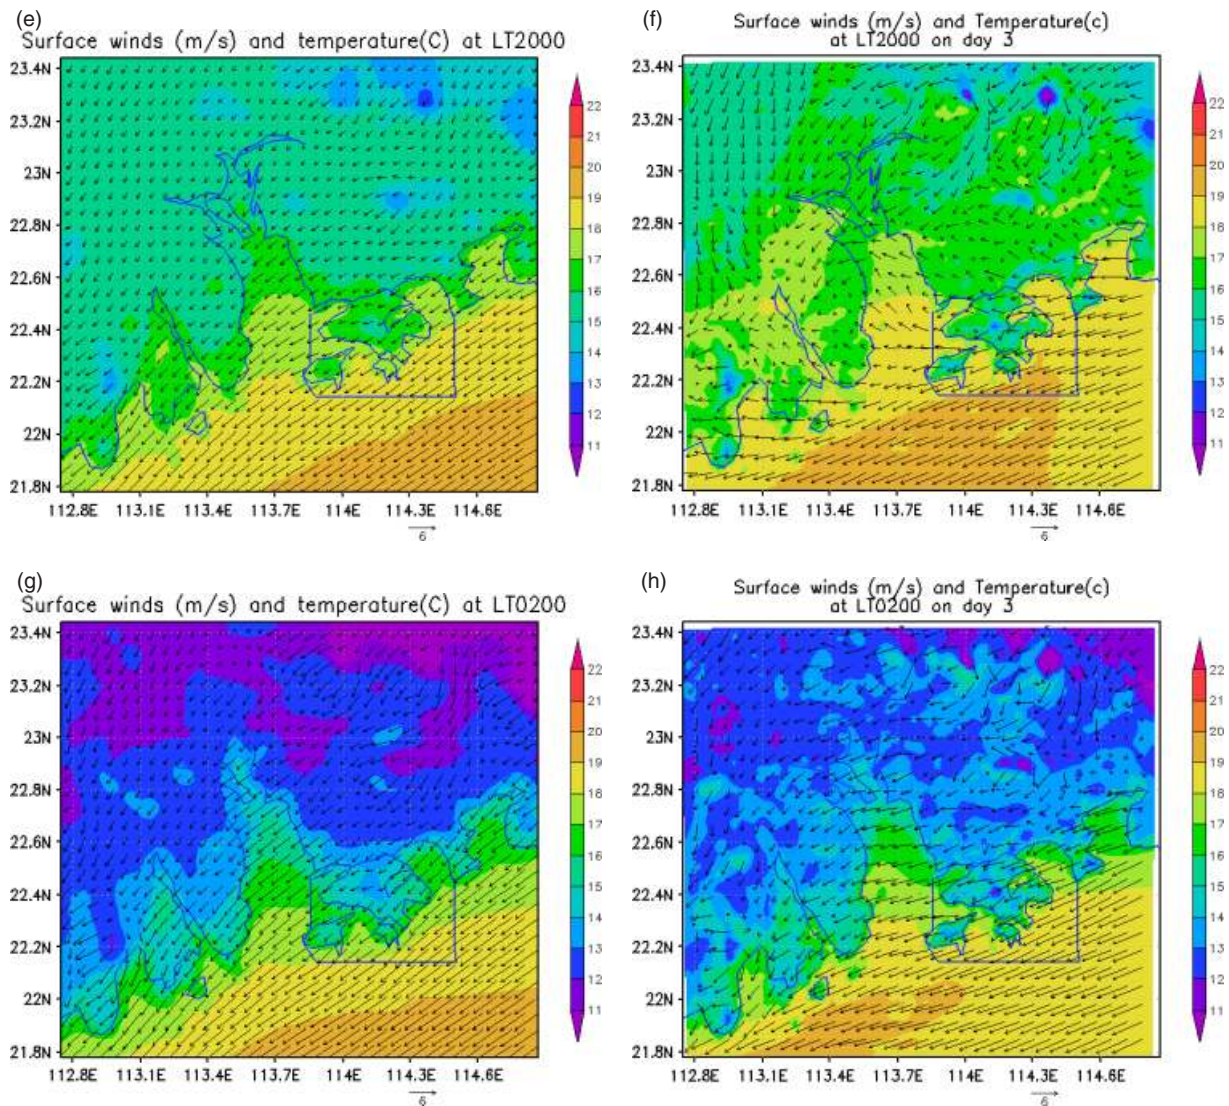 (e)
Surface winds (m/s) and temperature(C) at LT2000
23.4N
23.2N
23N
22.8N
22.6N
22.4N
22.2N
22N
21.8N
112.8E 113.1E 113.4E 113.7E 114E 114.3E 114.6E
6
22
21
20
19
18
17
16
15
14
13
12
11
(f)
Surface winds (m/s) and Temperature(c)
at LT2000 on day 3
23.4N
23.2N
23N
22.8N
22.6N
22.4N
22.2N
22N
21.8N
112.8E 113.1E 113.4E 113.7E 114E 114.3E 114.6E
6
22
21
20
19
18
17
16
15
14
13
12
11
(g)
Surface winds (m/s) and temperature(C) at LT0200
23.4N
23.2N
23N
22.8N
22.6N
22.4N
22.2N
22N
21.8N
112.8E 113.1E 113.4E 113.7E 114E 114.3E 114.6E
6
22
21
20
19
18
17
16
15
14
13
12
11
(h)
Surface winds (m/s) and Temperature(c)
at LT0200 on day 3
23.4N
23.2N
23N
22.8N
22.6N
22.4N
22.2N
22N
21.8N
112.8E 113.1E 113.4E 113.7E 114E 114.3E 114.6E
6
22
21
20
19
18
17
16
15
14
13
12
11